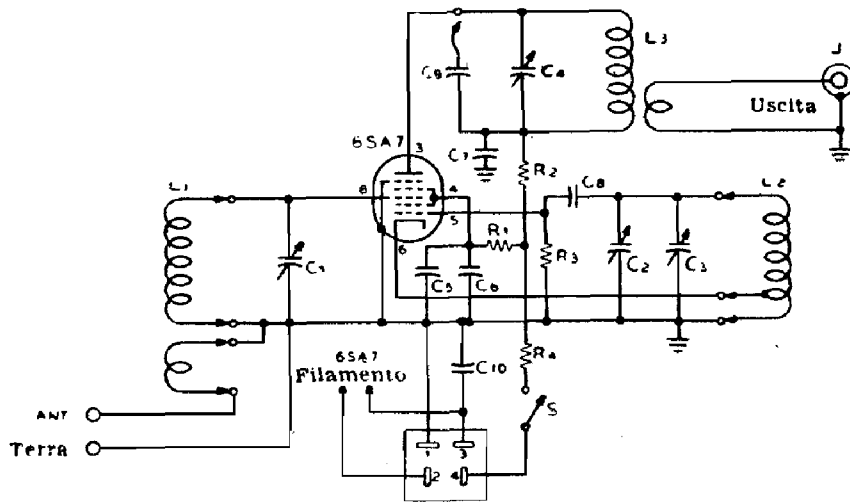 L3
J
C9
C4
Uscita
6SA7
3
C7
L1
8
4
R2
C8
L2
5
R1
6
C1
C5
C6
R3
C2
C3
6SA7
Filamento
C10
R4
S
ANT
Terra
1
3
2
4